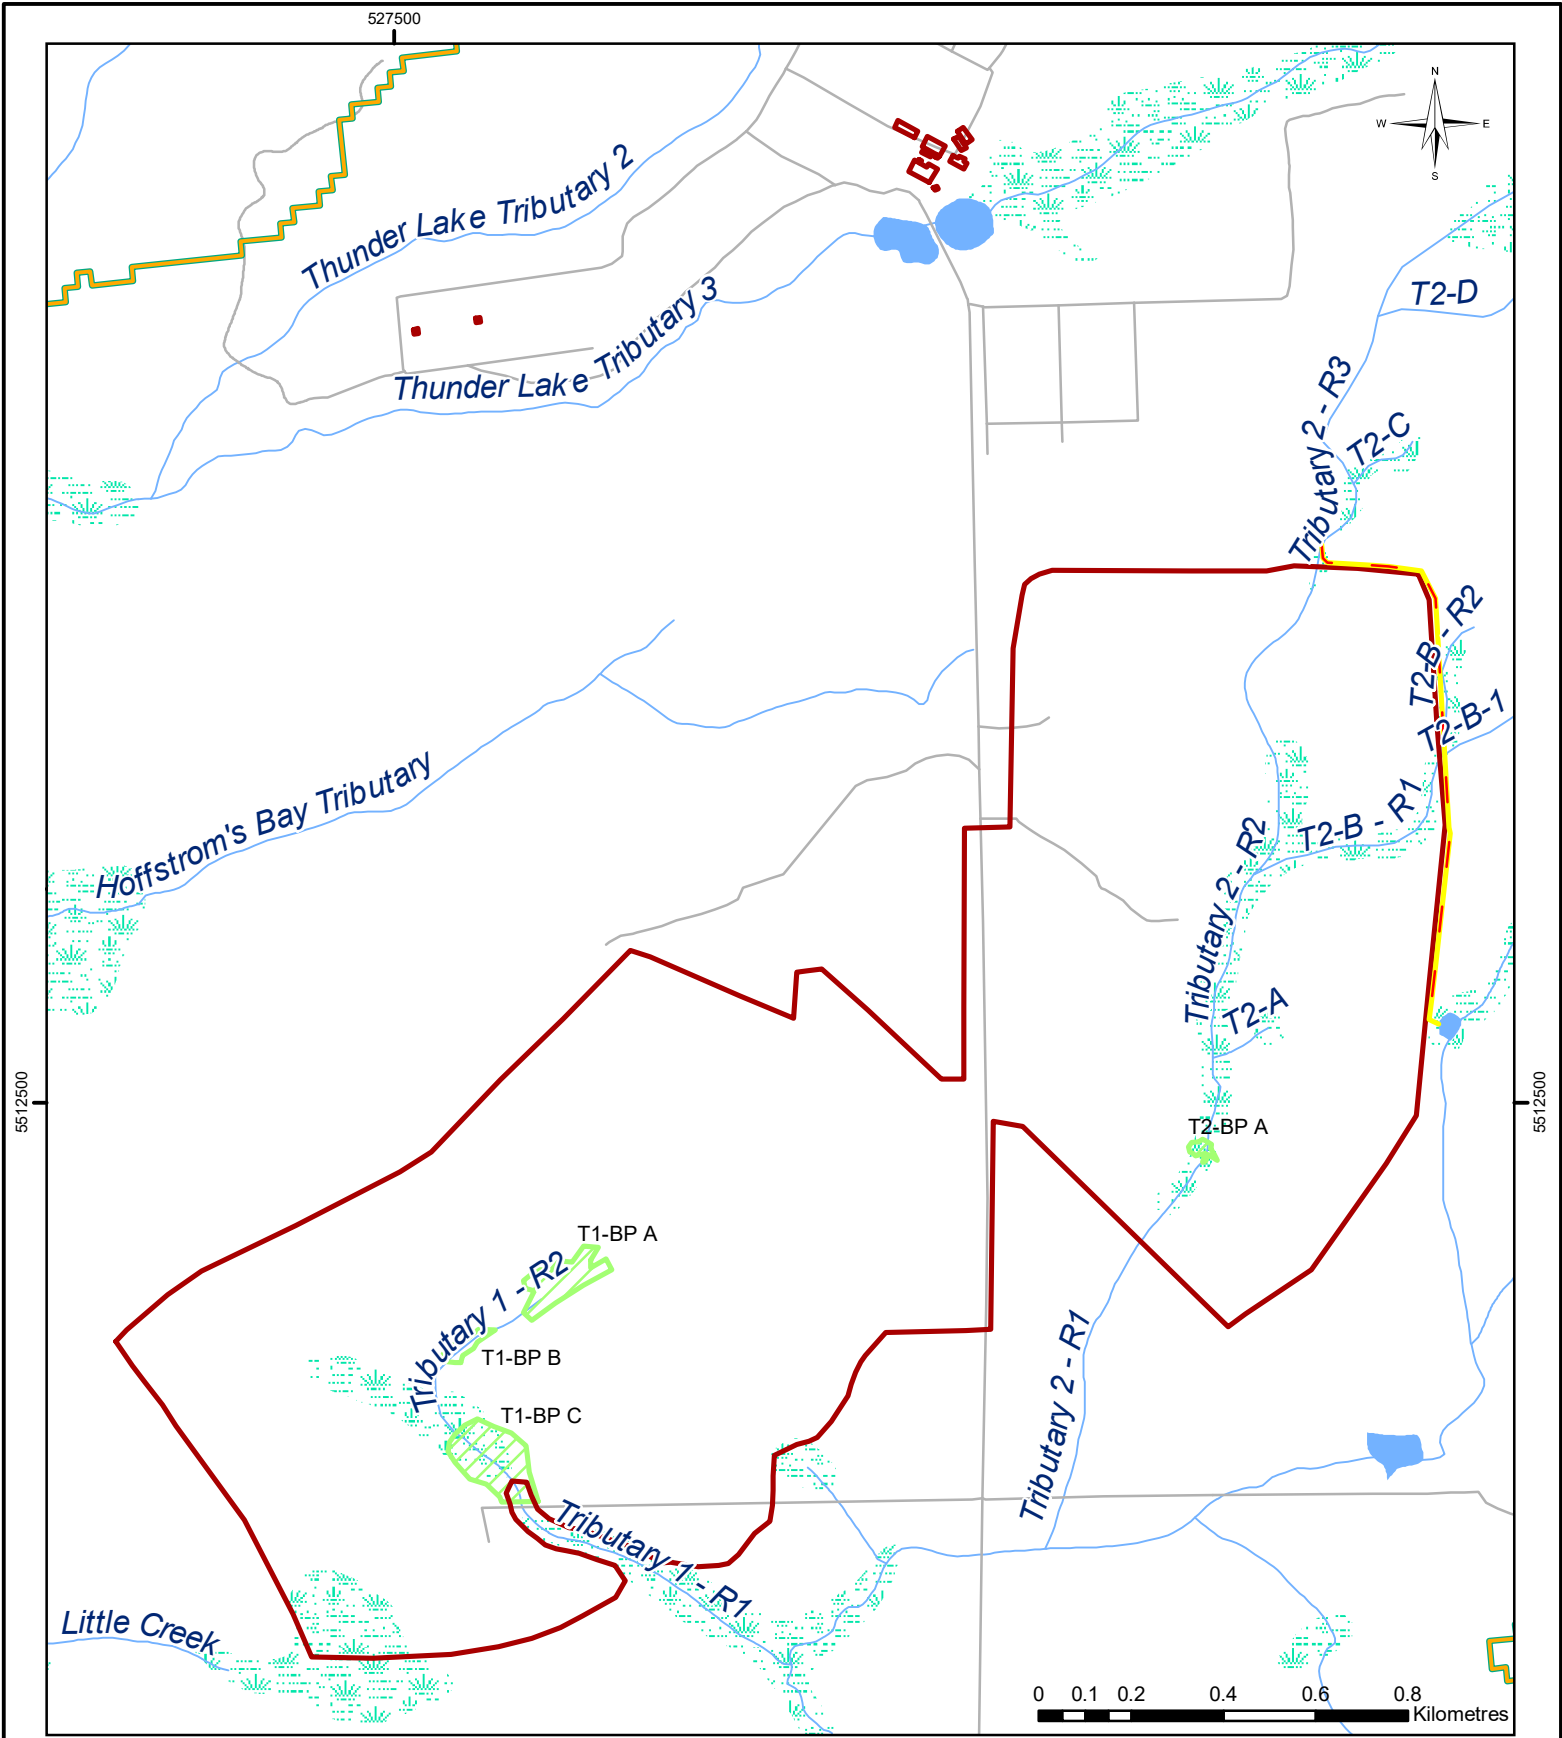 527500
N
W E
S
Thunder Lake Tributary 2
T2-D
Thunder Lake Tributary 3
Tributary 2 - R3
T2-C
T2-B - R2
T2-B-1
Hoffstrom's Bay Tributary
T2-B - R1
Tributary 2 - R2
T2-A
5512500
5512500
T2-BP A
T1-BP A
Tributary 1 - R2
T1-BP B
Tributary 2 - R1
T1-BP C
Tributary 1 - R1
Little Creek
0 0.1 0.2 0.4 0.6 0.8
Kilometres